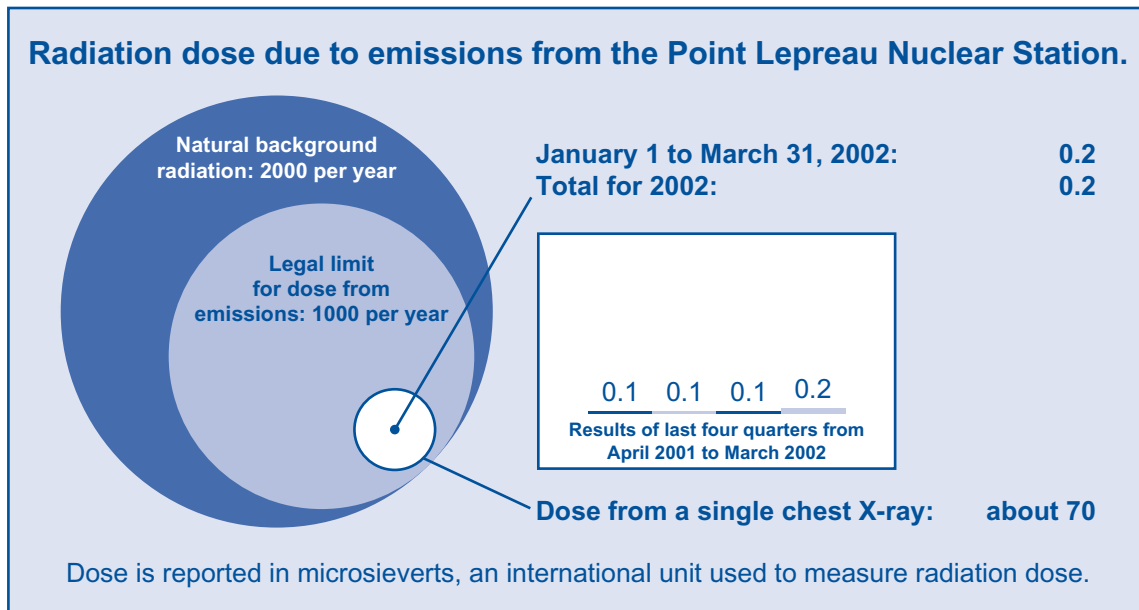 Radiation dose due to emissions from the Point Lepreau Nuclear Station.
Natural background
radiation: 2000 per year
Legal limit
for dose from
emissions: 1000 per year
January 1 to March 31, 2002: 0.2
Total for 2002: 0.2
0.1 0.1 0.1 0.2
Results of last four quarters from
April 2001 to March 2002
Dose from a single chest X-ray: about 70
Dose is reported in microsieverts, an international unit used to measure radiation dose.